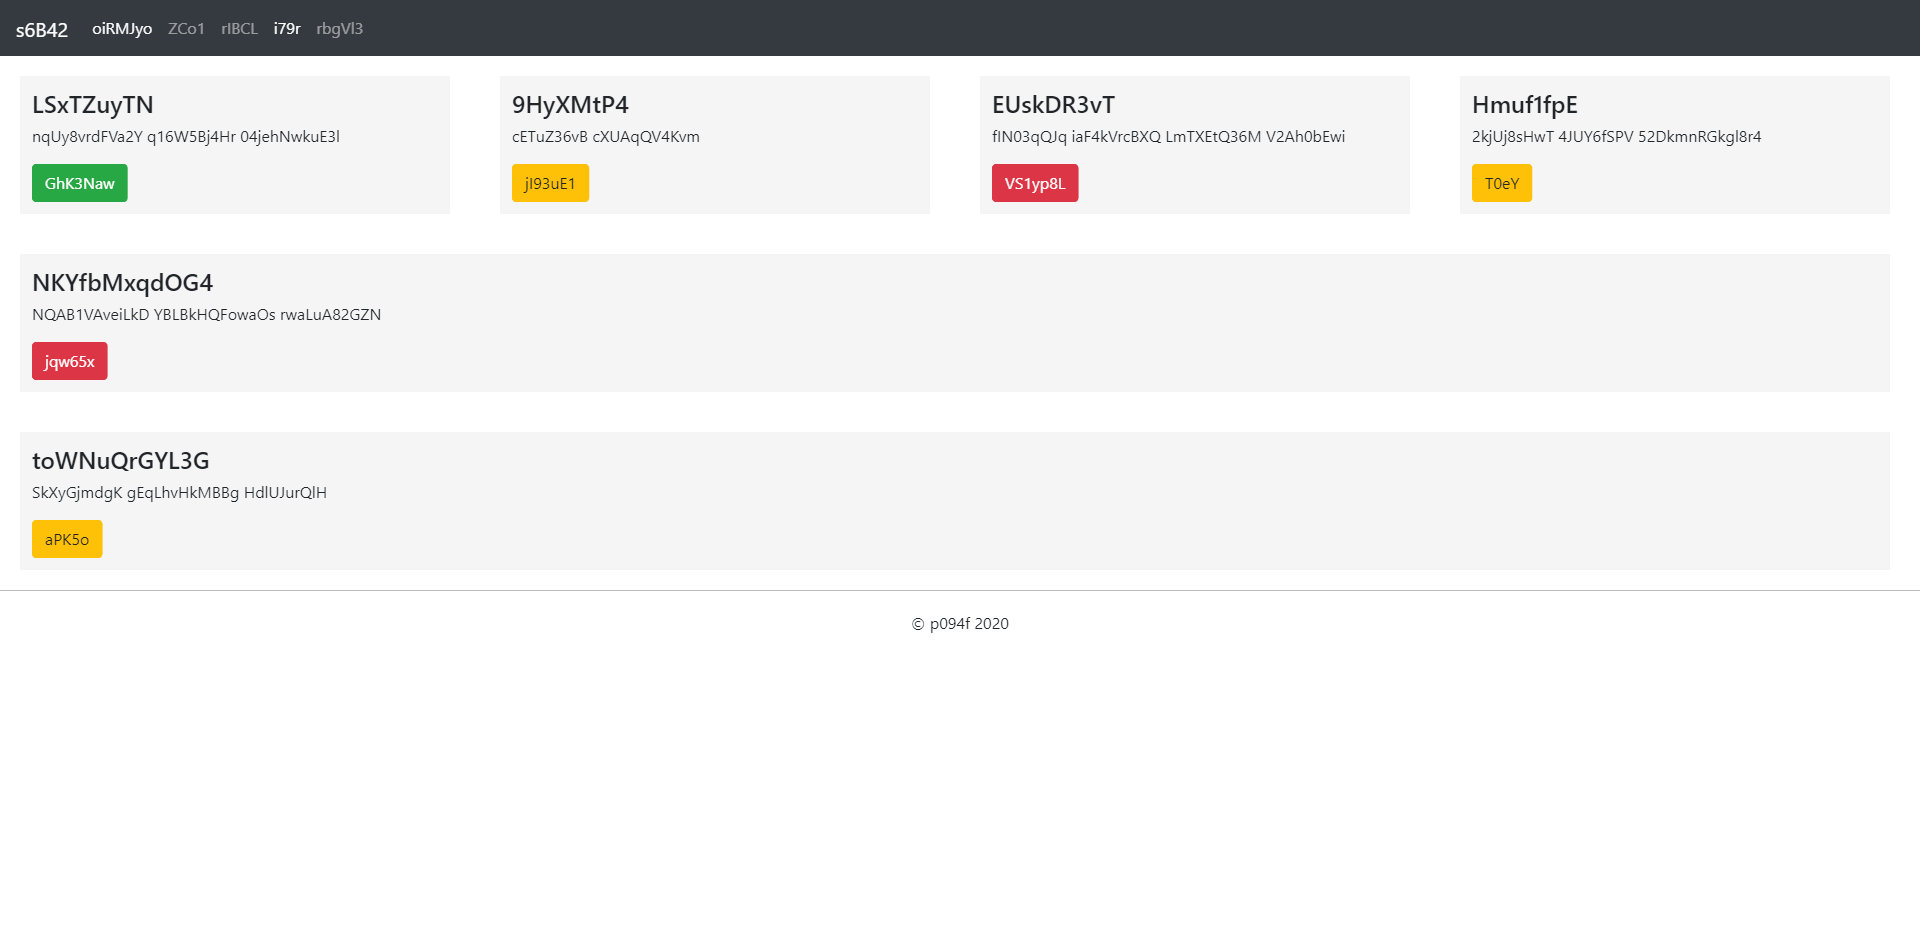 s6B42 oiRMJyo ZCo1 rIBCL i79r rbgVl3
LSxTZuyTN
nqUy8vrdFVa2Y q16W5Bj4Hr 04jehNwkuE3l
GhK3Naw
9HyXMtP4
cETuZ36vB cXUAqQV4Kvm
jI93uE1
EUskDR3vT
fIN03qQJq iaF4kVrcBXQ LmTXEtQ36M V2Ah0bEwi
VS1yp8L
Hmuf1fpE
2kjUj8sHwT 4JUY6fSPV 52DkmnRGkgl8r4
T0eY
NKYfbMxqdOG4
NQAB1VAveiLkD YBLBkHQFowaOs rwaLuA82GZN
jqw65x
toWNuQrGYL3G
SkXyGjmdgK gEqLhvHkMBBg HdlUJurQlH
aPK5o
© p094f 2020